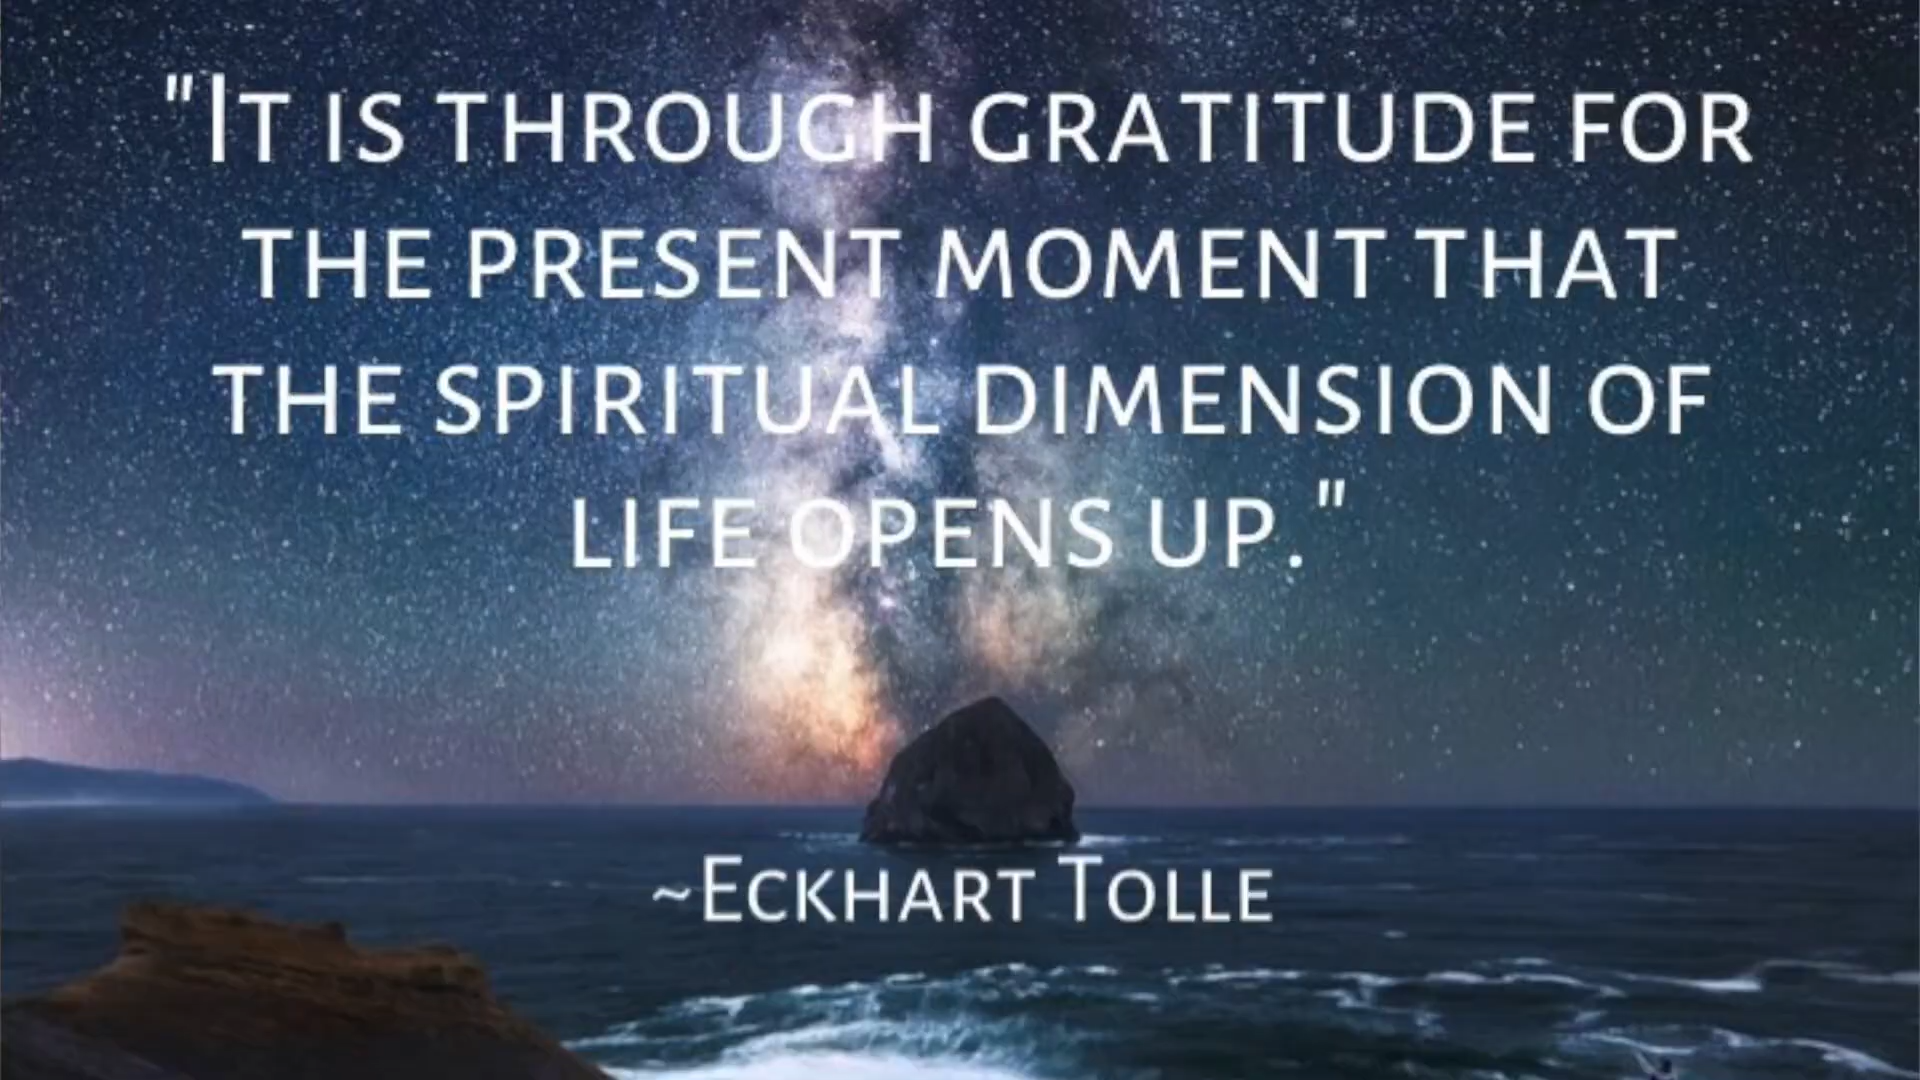 "It is through gratitude for
the present moment that
the spiritual dimension of
life opens up."
~Eckhart Tolle